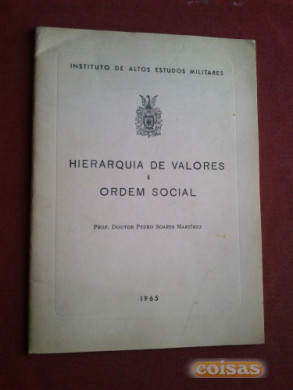 INSTITUTO DE ALTOS ESTUDOS MILITARES
HIERARQUIA DE VALORES
E
ORDEM SOCIAL
PROF. DOUTOR PEDRO SOARES MARTÍNEZ
1965
coisas